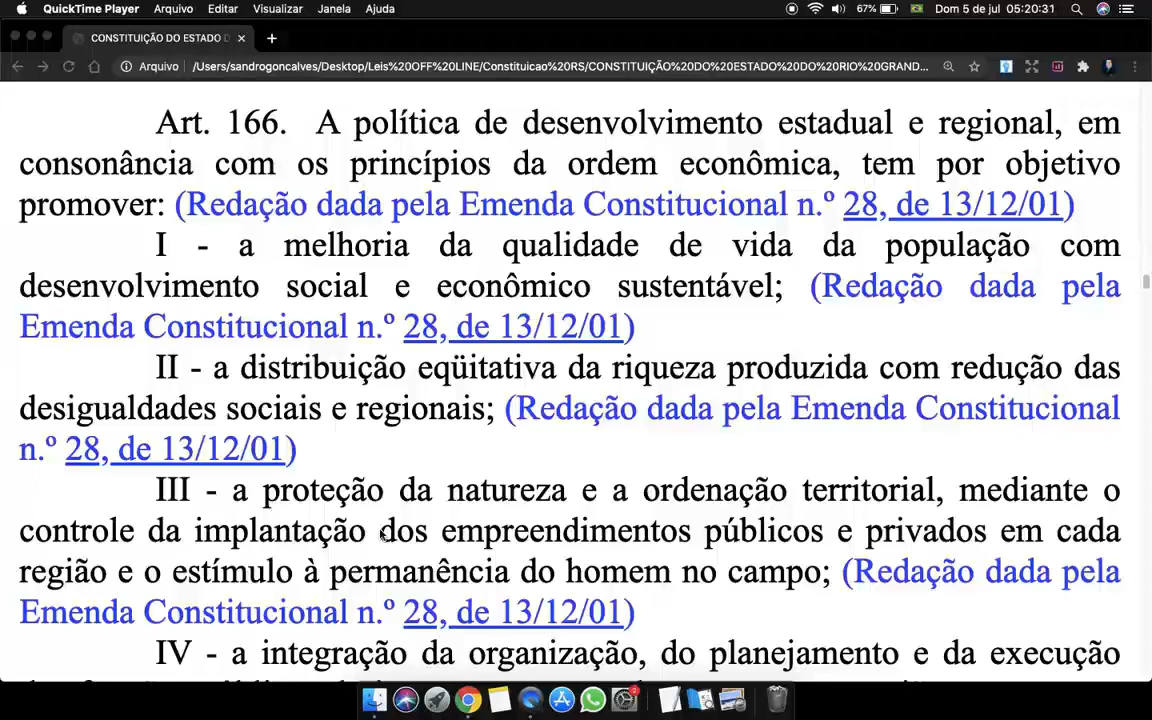 QuickTime Player Arquivo Editar Visualizar Janela Ajuda 67% Dom 5 de jul 05:20:31
CONSTITUIÇÃO DO ESTADO D
Arquivo /Users/sandrogoncalves/Desktop/Leis%20OFF%20LINE/Constituicao%20RS/CONSTITUIÇÃO%20DO%20ESTADO%20DO%20RIO%20GRAND...
Art. 166. A política de desenvolvimento estadual e regional, em
consonância com os princípios da ordem econômica, tem por objetivo
promover: (Redação dada pela Emenda Constitucional n.º 28, de 13/12/01)
I - a melhoria da qualidade de vida da população com
desenvolvimento social e econômico sustentável; (Redação dada pela
Emenda Constitucional n.º 28, de 13/12/01)
II - a distribuição eqüitativa da riqueza produzida com redução das
desigualdades sociais e regionais; (Redação dada pela Emenda Constitucional
n.º 28, de 13/12/01)
III - a proteção da natureza e a ordenação territorial, mediante o
controle da implantação dos empreendimentos públicos e privados em cada
região e o estímulo à permanência do homem no campo; (Redação dada pela
Emenda Constitucional n.º 28, de 13/12/01)
IV - a integração da organização, do planejamento e da execução